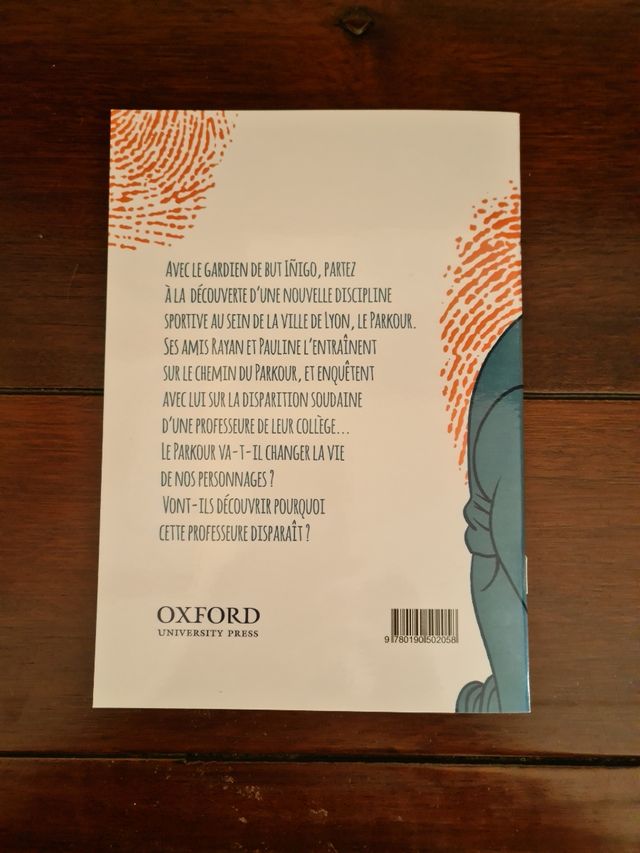 AVEC LE GARDIEN DE BUT IÑIGO, PARTEZ
À LA DÉCOUVERTE D'UNE NOUVELLE DISCIPLINE
SPORTIVE AU SEIN DE LA VILLE DE LYON, LE PARKOUR.
SES AMIS RAYAN ET PAULINE L'ENTRAÎNENT
SUR LE CHEMIN DU PARKOUR, ET ENQUÊTENT
AVEC LUI SUR LA DISPARITION SOUDAINE
D'UNE PROFESSEURE DE LEUR COLLÈGE...
LE PARKOUR VA-T-IL CHANGER LA VIE
DE NOS PERSONNAGES ?
VONT-ILS DÉCOUVRIR POURQUOI
CETTE PROFESSEURE DISPARAÎT ?
OXFORD
UNIVERSITY PRESS
9 780190 502058